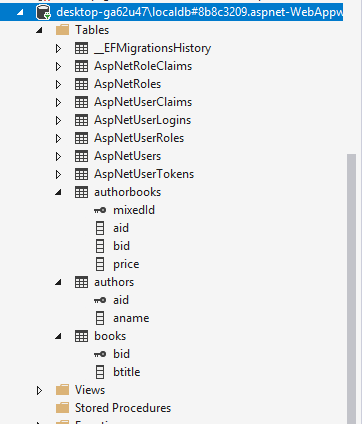 desktop-ga62u47\localdb#8b8c3209.aspnet-WebAppw
Tables
__EFMigrationsHistory
AspNetRoleClaims
AspNetRoles
AspNetUserClaims
AspNetUserLogins
AspNetUserRoles
AspNetUsers
AspNetUserTokens
authorbooks
mixedId
aid
bid
price
authors
aid
aname
books
bid
btitle
Views
Stored Procedures